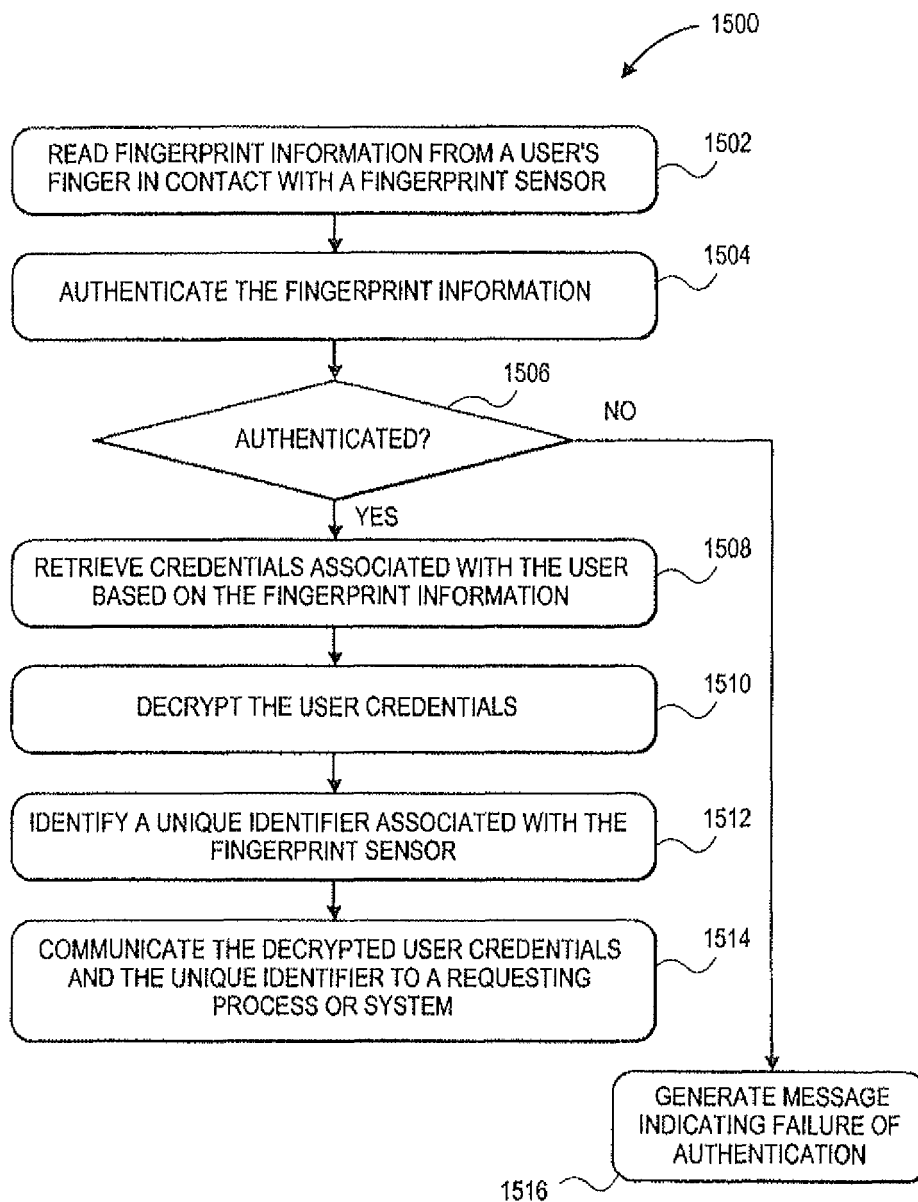 1500
READ FINGERPRINT INFORMATION FROM A USER'S
FINGER IN CONTACT WITH A FINGERPRINT SENSOR
1502
AUTHENTICATE THE FINGERPRINT INFORMATION
1504
AUTHENTICATED?
1506
NO
YES
RETRIEVE CREDENTIALS ASSOCIATED WITH THE USER
BASED ON THE FINGERPRINT INFORMATION
1508
DECRYPT THE USER CREDENTIALS
1510
IDENTIFY A UNIQUE IDENTIFIER ASSOCIATED WITH THE
FINGERPRINT SENSOR
1512
COMMUNICATE THE DECRYPTED USER CREDENTIALS
AND THE UNIQUE IDENTIFIER TO A REQUESTING
PROCESS OR SYSTEM
1514
GENERATE MESSAGE
INDICATING FAILURE OF
AUTHENTICATION
1516